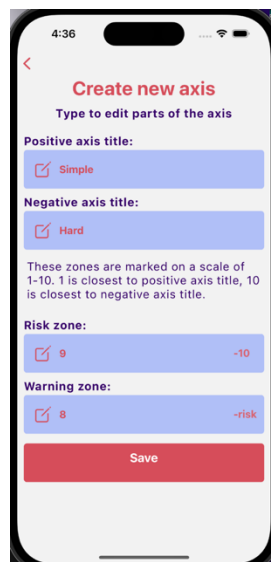 4:36
Create new axis
Type to edit parts of the axis
Positive axis title:
Simple
Negative axis title:
Hard
These zones are marked on a scale of
1-10. 1 is closest to positive axis title, 10
is closest to negative axis title.
Risk zone:
9 -10
Warning zone:
8 -risk
Save